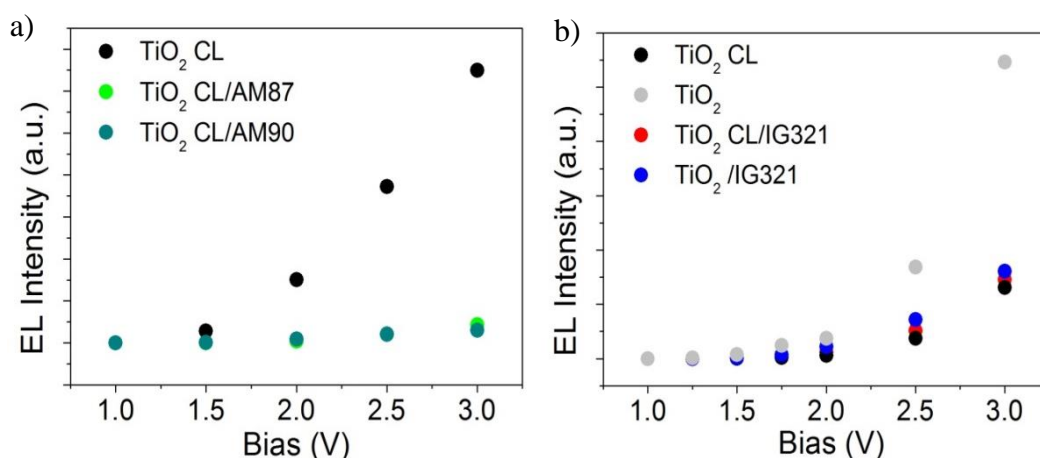 a)
EL Intensity (a.u.)
TiO₂ CL
TiO₂ CL/AM87
TiO₂ CL/AM90
1.0 1.5 2.0 2.5 3.0
Bias (V)
b)
EL Intensity (a.u.)
TiO₂ CL
TiO₂
TiO₂ CL/IG321
TiO₂ /IG321
1.0 1.5 2.0 2.5 3.0
Bias (V)